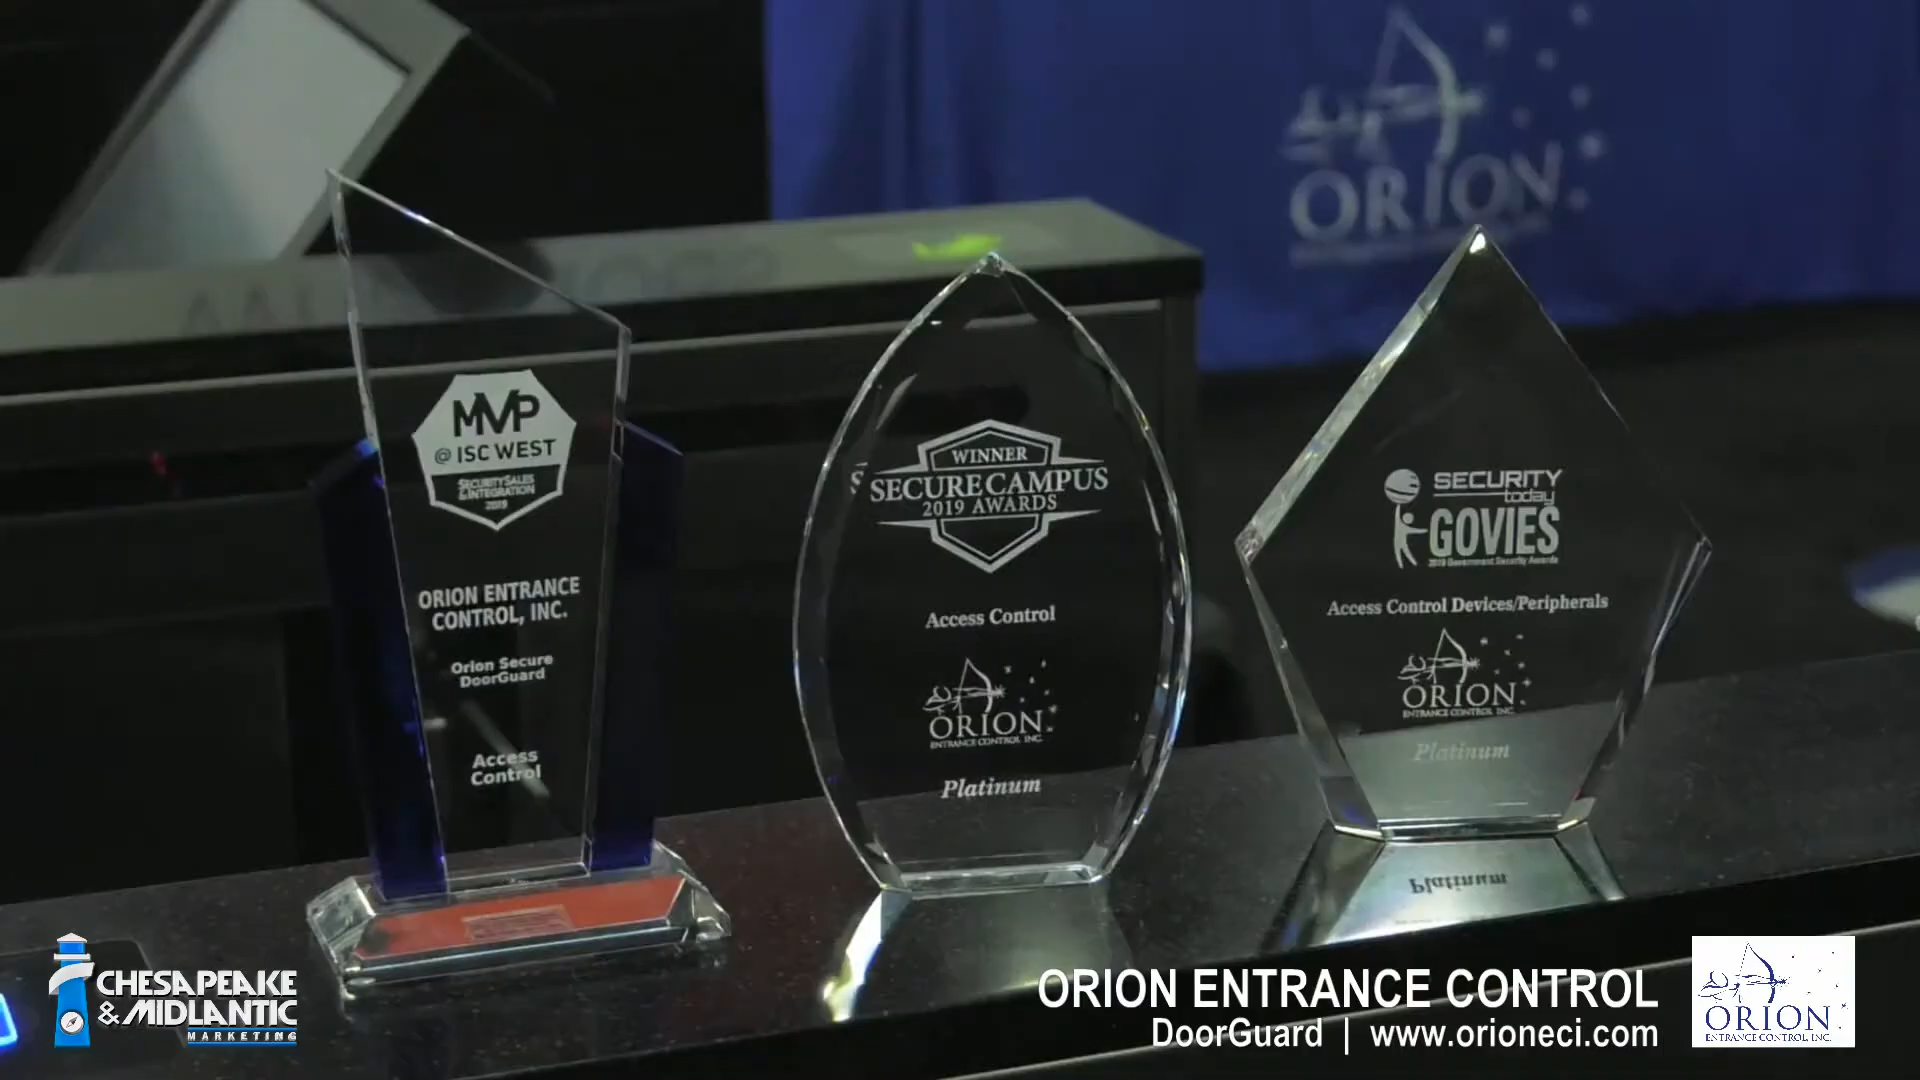 ORION
MVP
@ ISC WEST
SECURITY SALES
& INTEGRATION
2019
ORION ENTRANCE
CONTROL, INC.
Orion Secure
DoorGuard
Access
Control
WINNER
SECURE CAMPUS
2019 AWARDS
Access Control
ORION
ENTRANCE CONTROL INC.
Platinum
SECURITY
today
GOVIES
2019 Government Security Awards
Access Control Devices/Peripherals
ORION
ENTRANCE CONTROL INC.
Platinum
Platinum
CHESAPEAKE
& MIDLANTIC
MARKETING
ORION ENTRANCE CONTROL
DoorGuard | www.orioneci.com
ORION
ENTRANCE CONTROL, INC.